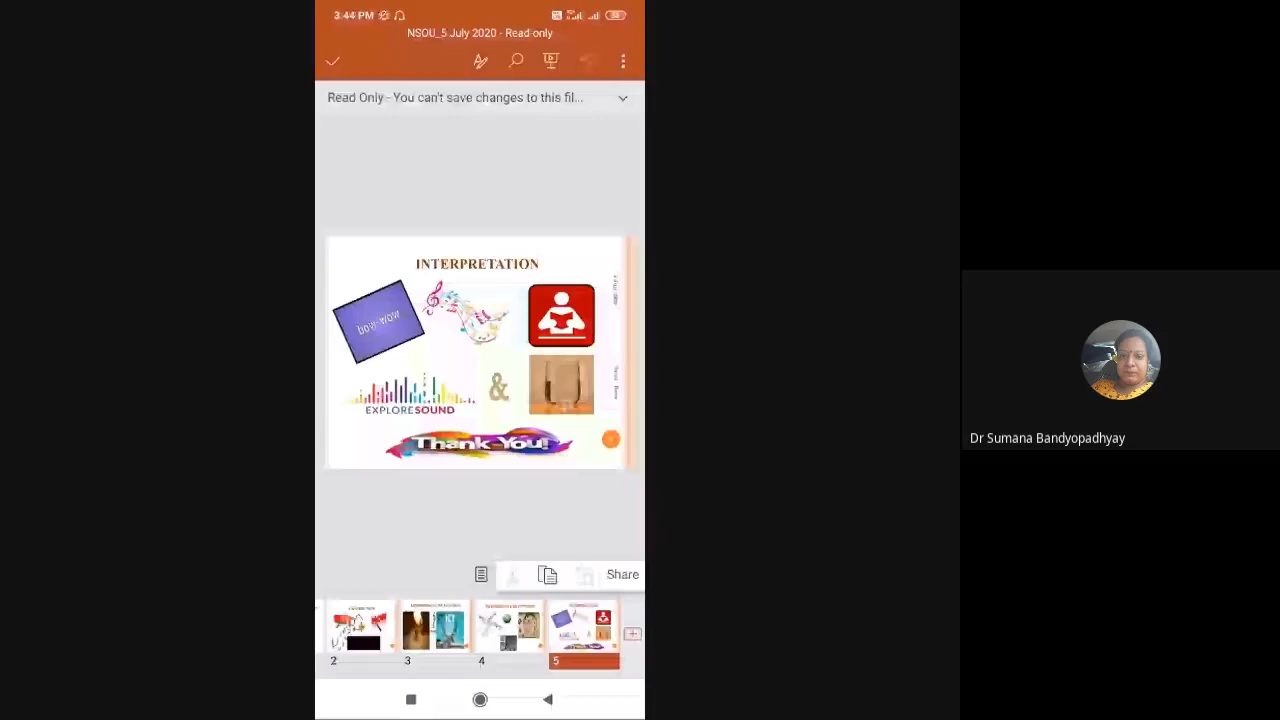 3:44 PM
NSOU_5 July 2020 - Read only
Read Only - You can't save changes to this fil...
INTERPRETATION
bow-wow
EXPLORESOUND
&
Thank You!
Share
2
3
4
5
Dr Sumana Bandyopadhyay